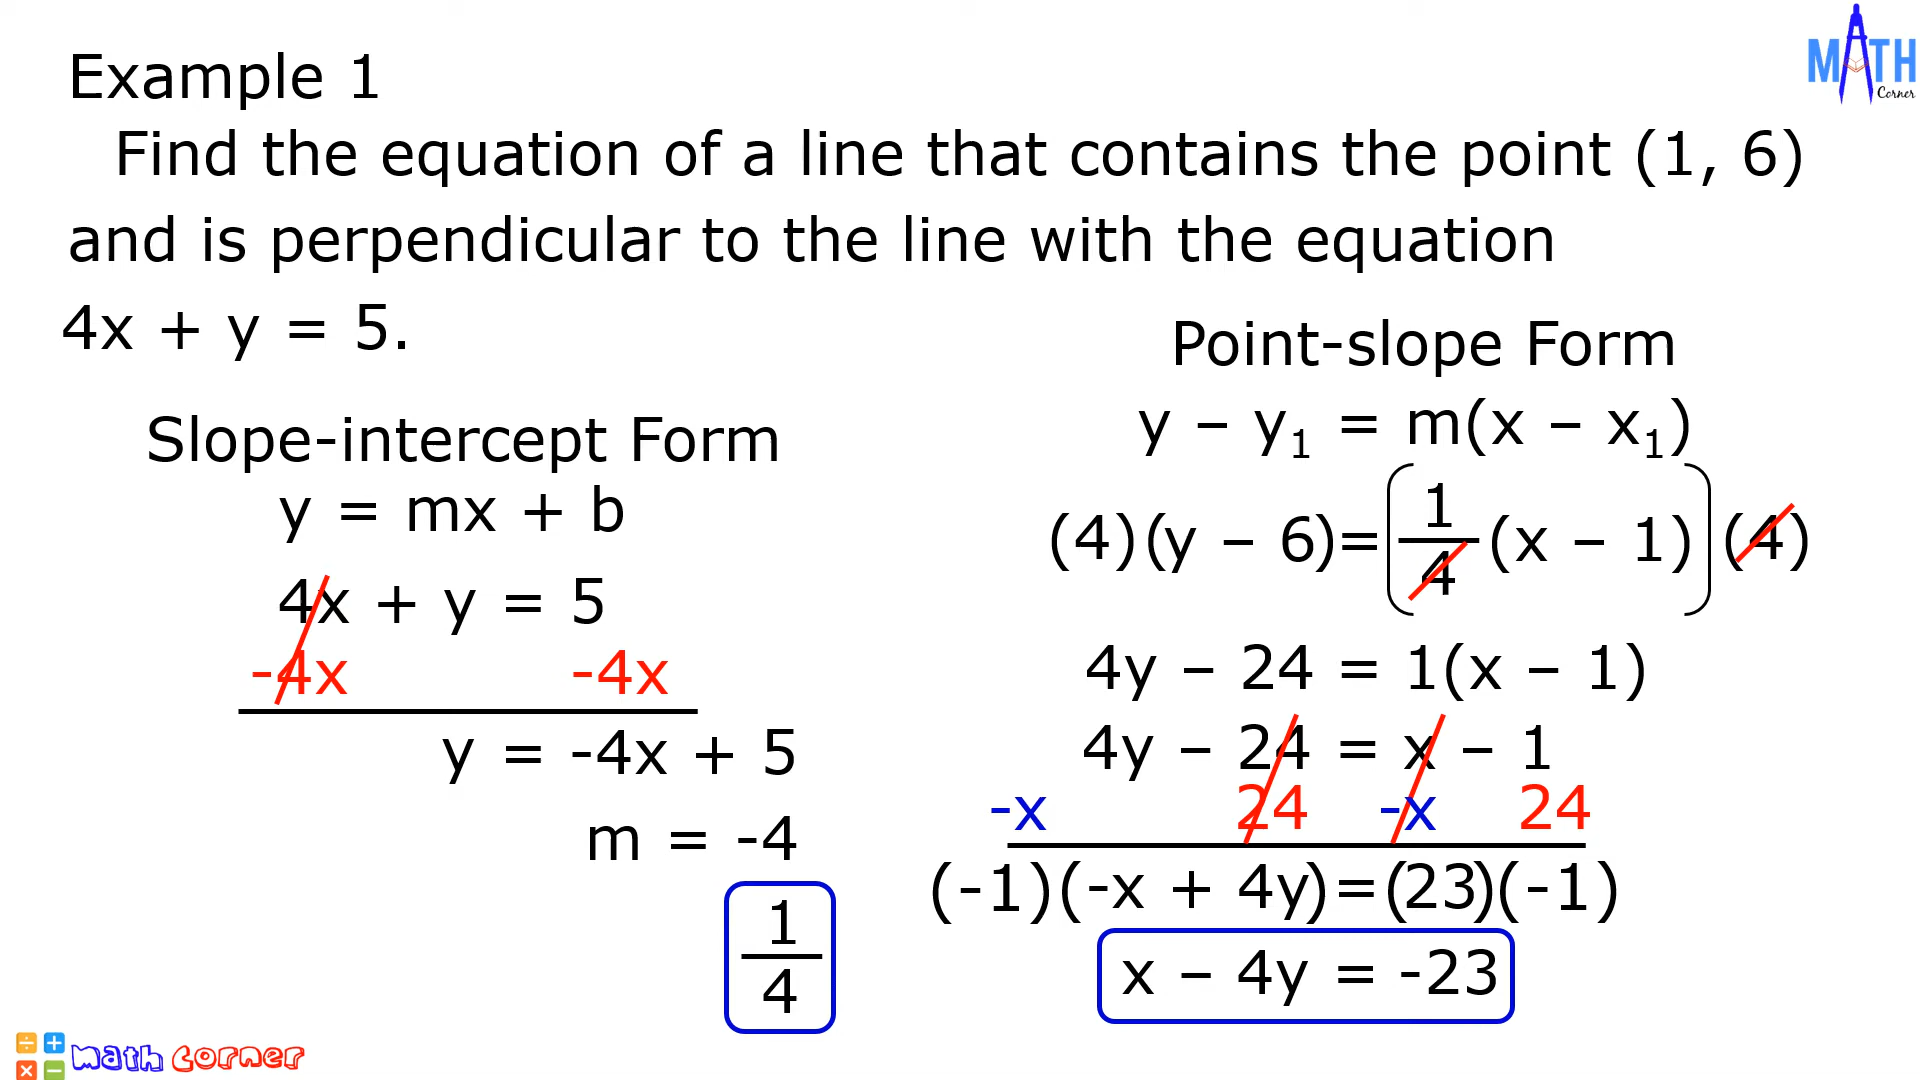 MATH
Corner
Example 1
Find the equation of a line that contains the point (1, 6)
and is perpendicular to the line with the equation
4x + y = 5.
Slope-intercept Form
y = mx + b
4x + y = 5
-4x -4x
y = -4x + 5
m = -4
1
4
Point-slope Form
y – y₁ = m(x – x₁)
(4)(y – 6)=(1/4(x – 1))(4)
4y – 24 = 1(x – 1)
4y – 24 = x – 1
-x 24 -x 24
(-1)(-x + 4y)=(23)(-1)
x – 4y = -23
÷ + × − math corner